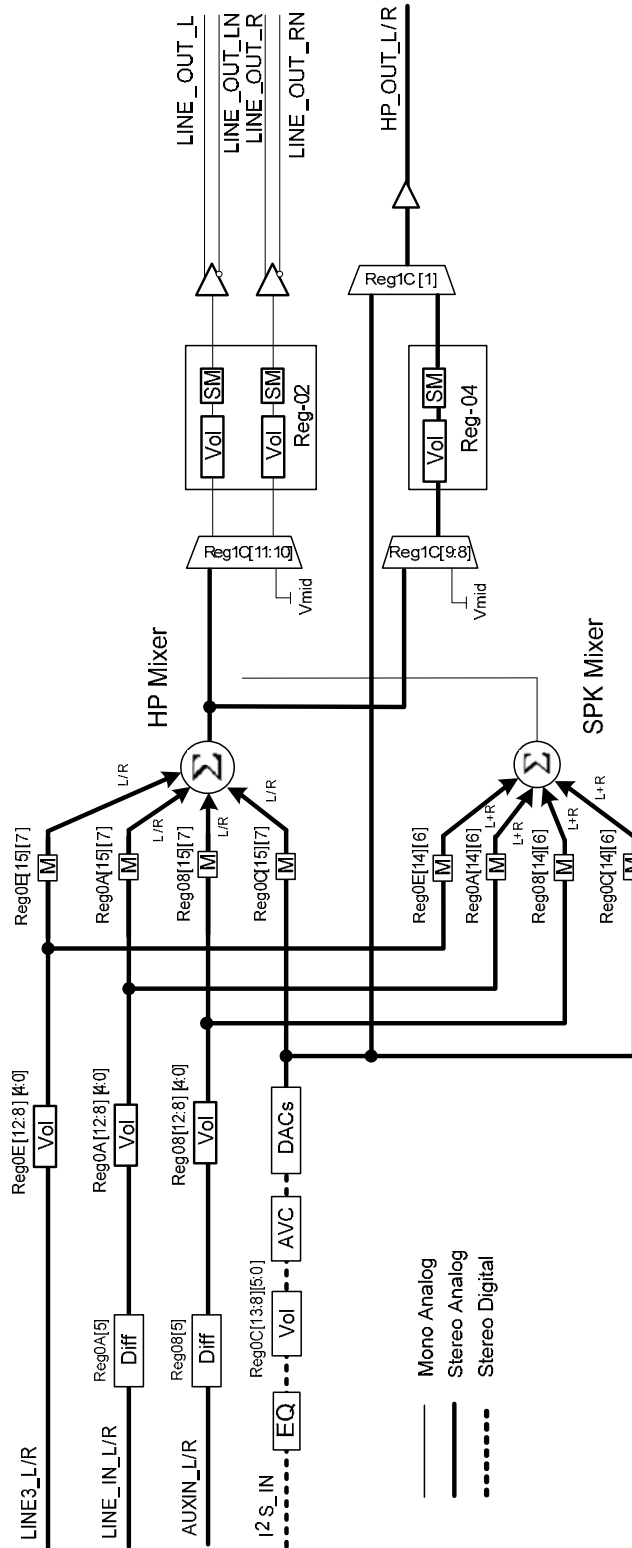 LINE3_L/R
LINE_IN_L/R
AUXIN_L/R
I2S_IN
Reg0A[5]
Diff
Reg08[5]
Diff
EQ
Reg0C[13:8][5:0]
Vol
AVC
DACs
Reg0E[12:8] [4:0]
Vol
Reg0A[12:8] [4:0]
Vol
Reg08[12:8] [4:0]
Vol
Reg0E[15][7]
M
L/R
Reg0A[15][7]
M
L/R
Reg08[15][7]
M
L/R
Reg0C[15][7]
M
L/R
Σ
HP Mixer
Reg0E[14][6]
M
L+R
Reg0A[14][6]
M
L+R
Reg08[14][6]
M
L+R
Reg0C[14][6]
M
L+R
Σ
SPK Mixer
Reg1C[11:10]
Vmid
Reg1C[9:8]
Vmid
Vol
SM
Vol
SM
Reg-02
Vol
SM
Reg-04
Reg1C[1]
LINE_OUT_L
LINE_OUT_LN
LINE_OUT_R
LINE_OUT_RN
HP_OUT_L/R
Mono Analog
Stereo Analog
Stereo Digital